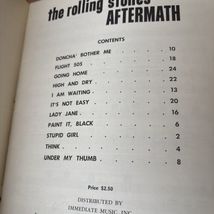 the rolling stones
AFTERMATH
CONTENTS
DONCHA' BOTHER ME 10
FLIGHT 505 18
GOING HOME 24
HIGH AND DRY 22
I AM WAITING 13
IT'S NOT EASY 20
LADY JANE 16
PAINT IT, BLACK 6
STUPID GIRL 2
THINK 4
UNDER MY THUMB 8
Price $2.50
DISTRIBUTED BY
IMMEDIATE MUSIC, INC.